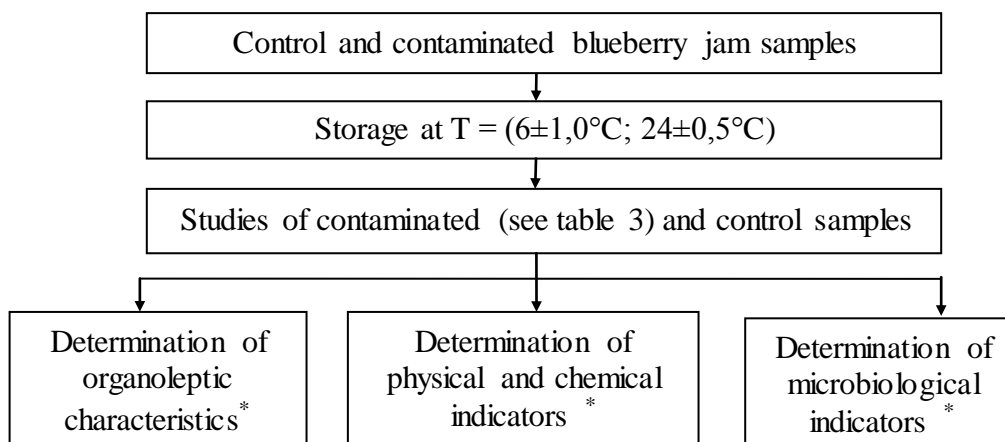 Control and contaminated blueberry jam samples
Storage at T = (6±1,0°C; 24±0,5°C)
Studies of contaminated (see table 3) and control samples
Determination of
organoleptic
characteristics*
Determination of
physical and chemical
indicators *
Determination of
microbiological
indicators *